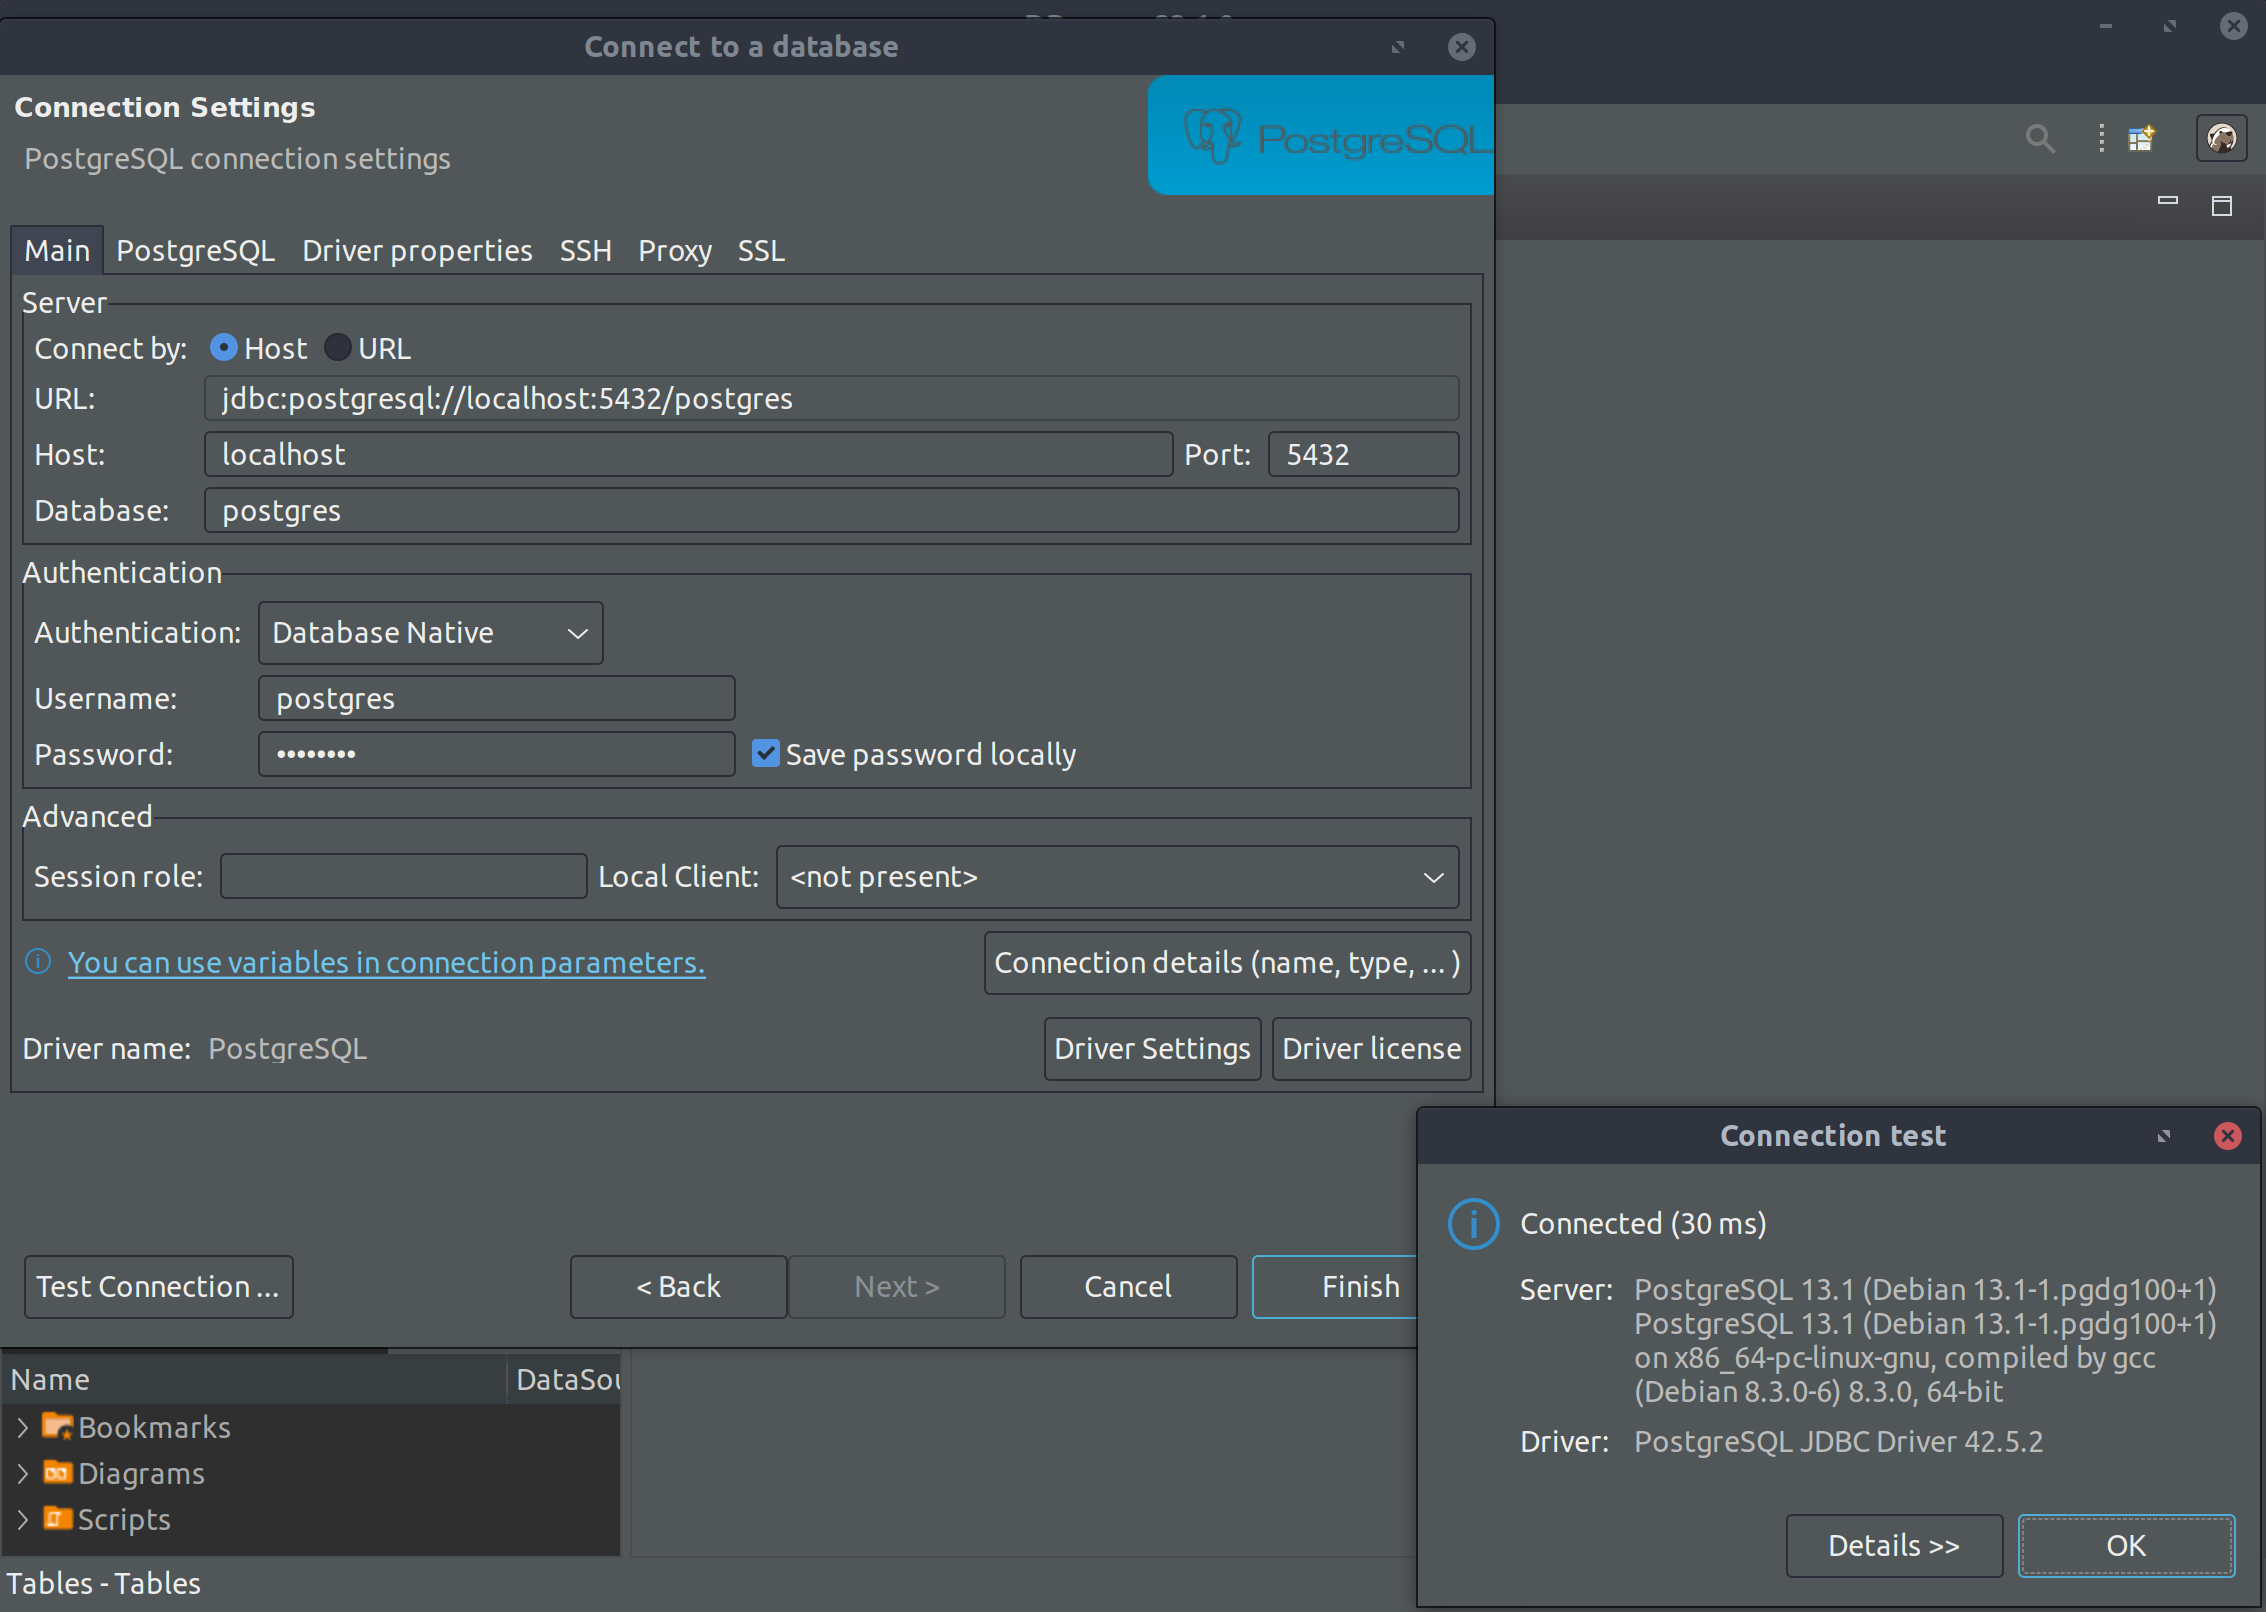 Connect to a database
Connection Settings
PostgreSQL connection settings
PostgreSQL
Main PostgreSQL Driver properties SSH Proxy SSL
Server
Connect by: Host URL
URL: jdbc:postgresql://localhost:5432/postgres
Host: localhost Port: 5432
Database: postgres
Authentication
Authentication: Database Native
Username: postgres
Password: ••••••••
Save password locally
Advanced
Session role: Local Client: <not present>
You can use variables in connection parameters.
Connection details (name, type, ... )
Driver name: PostgreSQL
Driver Settings Driver license
Test Connection ... < Back Next > Cancel Finish
Connection test
Connected (30 ms)
Server: PostgreSQL 13.1 (Debian 13.1-1.pgdg100+1)
PostgreSQL 13.1 (Debian 13.1-1.pgdg100+1)
on x86_64-pc-linux-gnu, compiled by gcc
(Debian 8.3.0-6) 8.3.0, 64-bit
Driver: PostgreSQL JDBC Driver 42.5.2
Details >> OK
Name DataSou
Bookmarks
Diagrams
Scripts
Tables - Tables